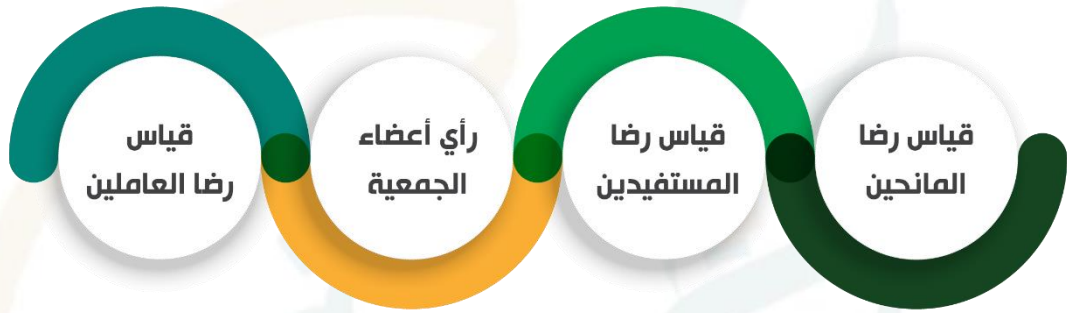 قياس رضا
المانحين
قياس رضا
المستفيدين
رأي أعضاء
الجمعية
قياس
رضا العاملين